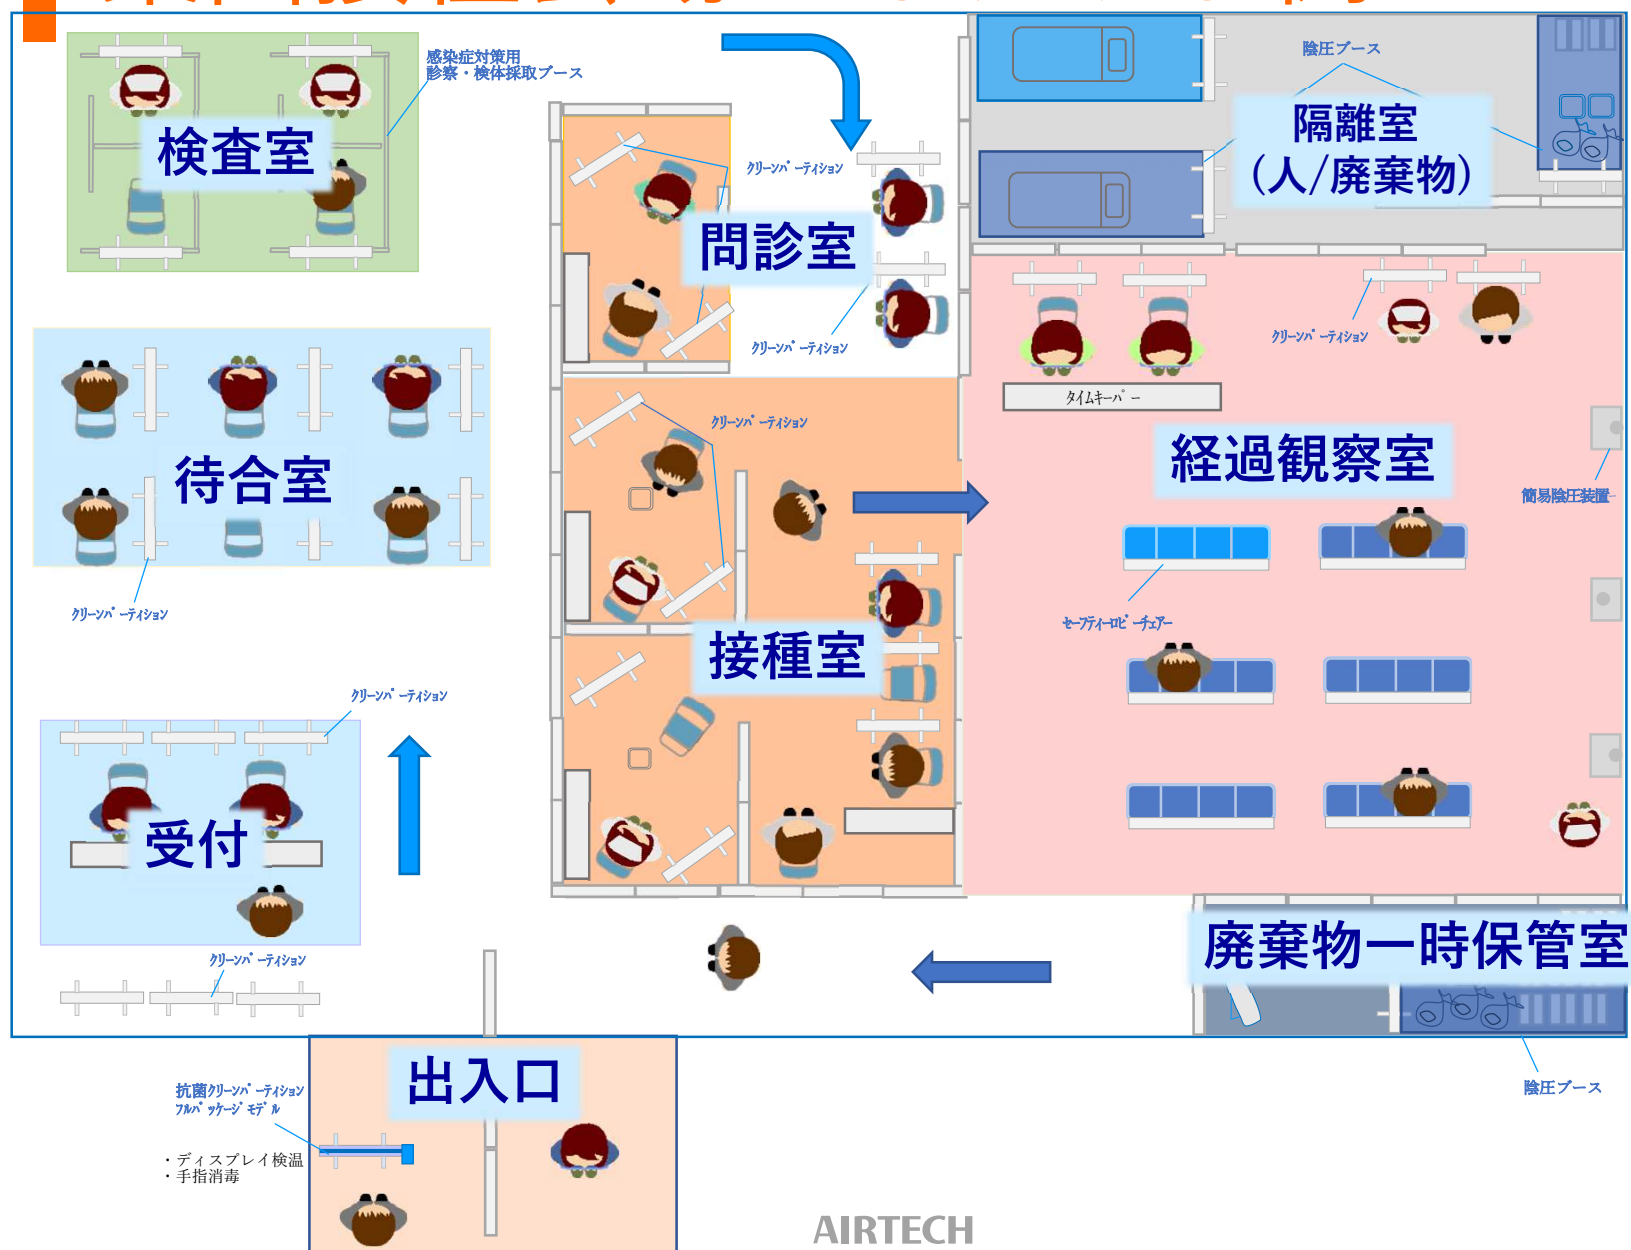 感染症対策用
診察・検体採取ブース
検査室
クリーンパーティション
問診室
クリーンパーティション
陰圧ブース
隔離室
(人/廃棄物)
クリーンパーティション
タイムキーパー
経過観察室
簡易陰圧装置
セーフティーロビーチェアー
待合室
クリーンパーティション
クリーンパーティション
接種室
クリーンパーティション
受付
クリーンパーティション
廃棄物一時保管室
陰圧ブース
出入口
抗菌クリーンパーティション
フルパッケージモデル
・ディスプレイ検温
・手指消毒
AIRTECH